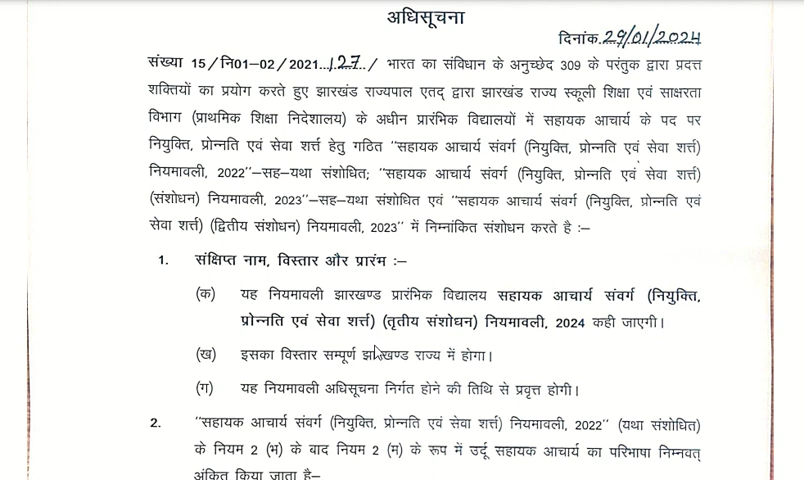 अधिसूचना
दिनांक 29/01/2024
संख्या 15/नि01–02/2021...127../ भारत का संविधान के अनुच्छेद 309 के परंतुक द्वारा प्रदत्त
शक्तियों का प्रयोग करते हुए झारखंड राज्यपाल एतद् द्वारा झारखंड राज्य स्कूली शिक्षा एवं साक्षरता
विभाग (प्राथमिक शिक्षा निदेशालय) के अधीन प्रारंभिक विद्यालयों में सहायक आचार्य के पद पर
नियुक्ति, प्रोन्नति एवं सेवा शर्त्त हेतु गठित "सहायक आचार्य संवर्ग (नियुक्ति, प्रोन्नति एवं सेवा शर्त्त)
नियमावली, 2022"–सह–यथा संशोधित; "सहायक आचार्य संवर्ग (नियुक्ति, प्रोन्नति एवं सेवा शर्त्त)
(संशोधन) नियमावली, 2023"–सह–यथा संशोधित एवं "सहायक आचार्य संवर्ग (नियुक्ति, प्रोन्नति एवं
सेवा शर्त्त) (द्वितीय संशोधन) नियमावली, 2023" में निम्नांकित संशोधन करते है :–
1. संक्षिप्त नाम, विस्तार और प्रारंभ :–
(क) यह नियमावली झारखण्ड प्रारंभिक विद्यालय सहायक आचार्य संवर्ग (नियुक्ति,
प्रोन्नति एवं सेवा शर्त्त) (तृतीय संशोधन) नियमावली, 2024 कही जाएगी।
(ख) इसका विस्तार सम्पूर्ण झारखण्ड राज्य में होगा।
(ग) यह नियमावली अधिसूचना निर्गत होने की तिथि से प्रवृत्त होगी।
2. "सहायक आचार्य संवर्ग (नियुक्ति, प्रोन्नति एवं सेवा शर्त्त) नियमावली, 2022" (यथा संशोधित)
के नियम 2 (भ) के बाद नियम 2 (म) के रूप में उर्दू सहायक आचार्य का परिभाषा निम्नवत्
अंकित किया जाता है–